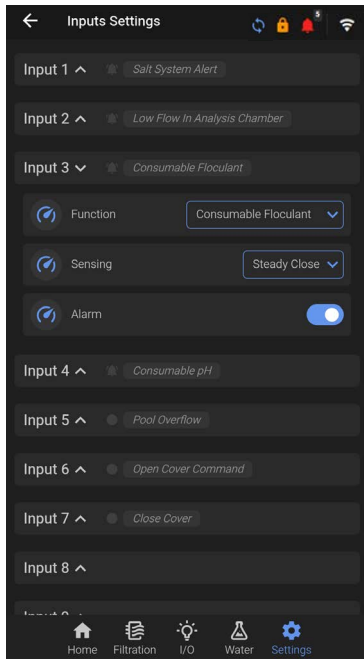 Inputs Settings
5
Input 1 Salt System Alert
Input 2 Low Flow In Analysis Chamber
Input 3 Consumable Floculant
Function Consumable Floculant
Sensing Steady Close
Alarm
Input 4 Consumable pH
Input 5 Pool Overflow
Input 6 Open Cover Command
Input 7 Close Cover
Input 8
Home Filtration I/O Water Settings